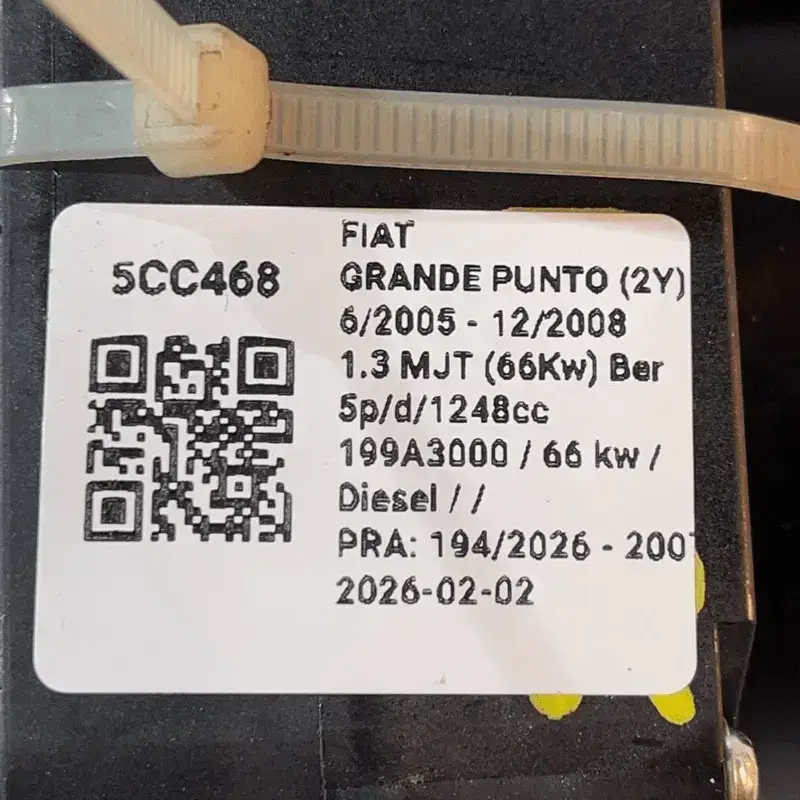 5CC468
FIAT
GRANDE PUNTO (2Y)
6/2005 - 12/2008
1.3 MJT (66Kw) Ber
5p/d/1248cc
199A3000 / 66 kw /
Diesel / /
PRA: 194/2026 - 2007
2026-02-02